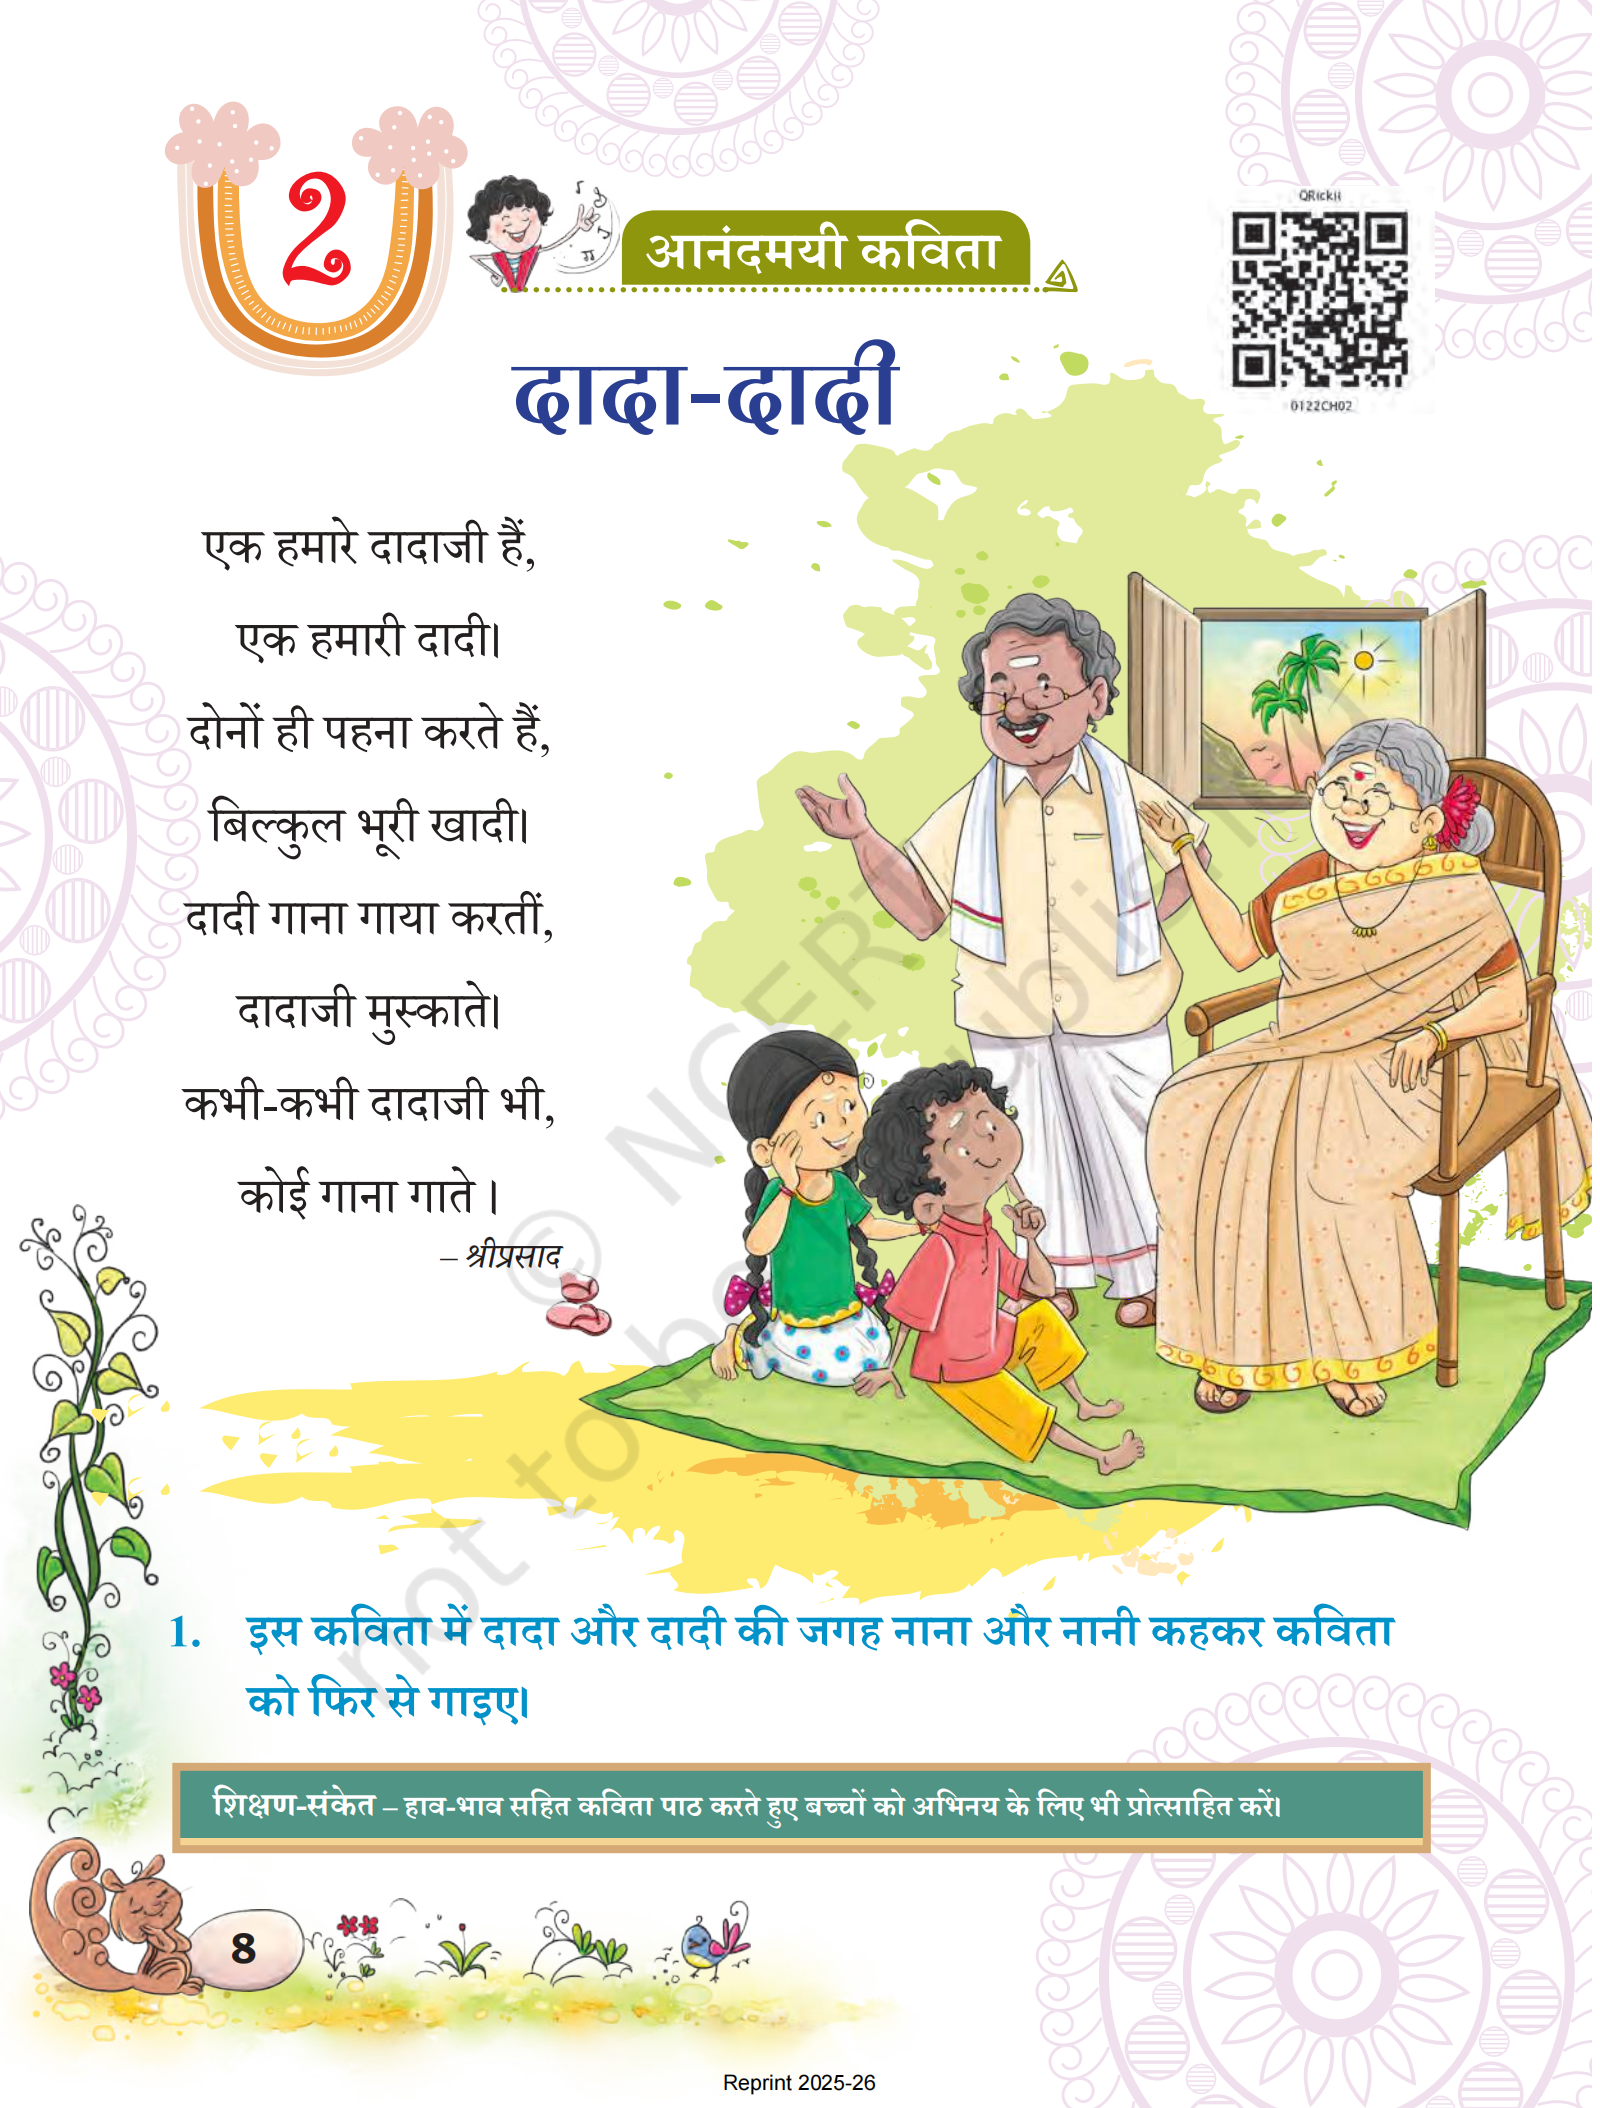 2
आनंदमयी कविता
QRickit
0122CH02
दादा-दादी
एक हमारे दादाजी हैं,
एक हमारी दादी।
दोनों ही पहना करते हैं,
बिल्कुल भूरी खादी।
दादी गाना गाया करतीं,
दादाजी मुस्काते।
कभी-कभी दादाजी भी,
कोई गाना गाते ।
– श्रीप्रसाद
© NCERT
not to be republished
1. इस कविता में दादा और दादी की जगह नाना और नानी कहकर कविता
को फिर से गाइए।
शिक्षण-संकेत – हाव-भाव सहित कविता पाठ करते हुए बच्चों को अभिनय के लिए भी प्रोत्साहित करें।
8
Reprint 2025-26